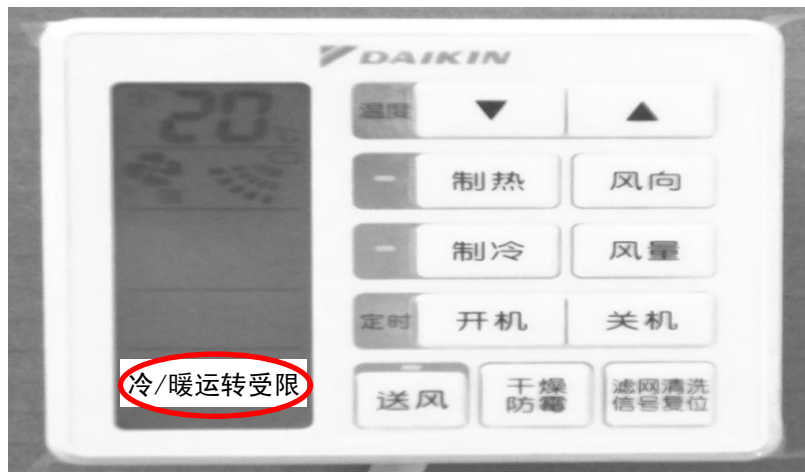 DAIKIN
20℃
温度
制热
风向
制冷
风量
定时
开机
关机
冷/暖运转受限
送风
干燥
防霉
滤网清洗
信号复位